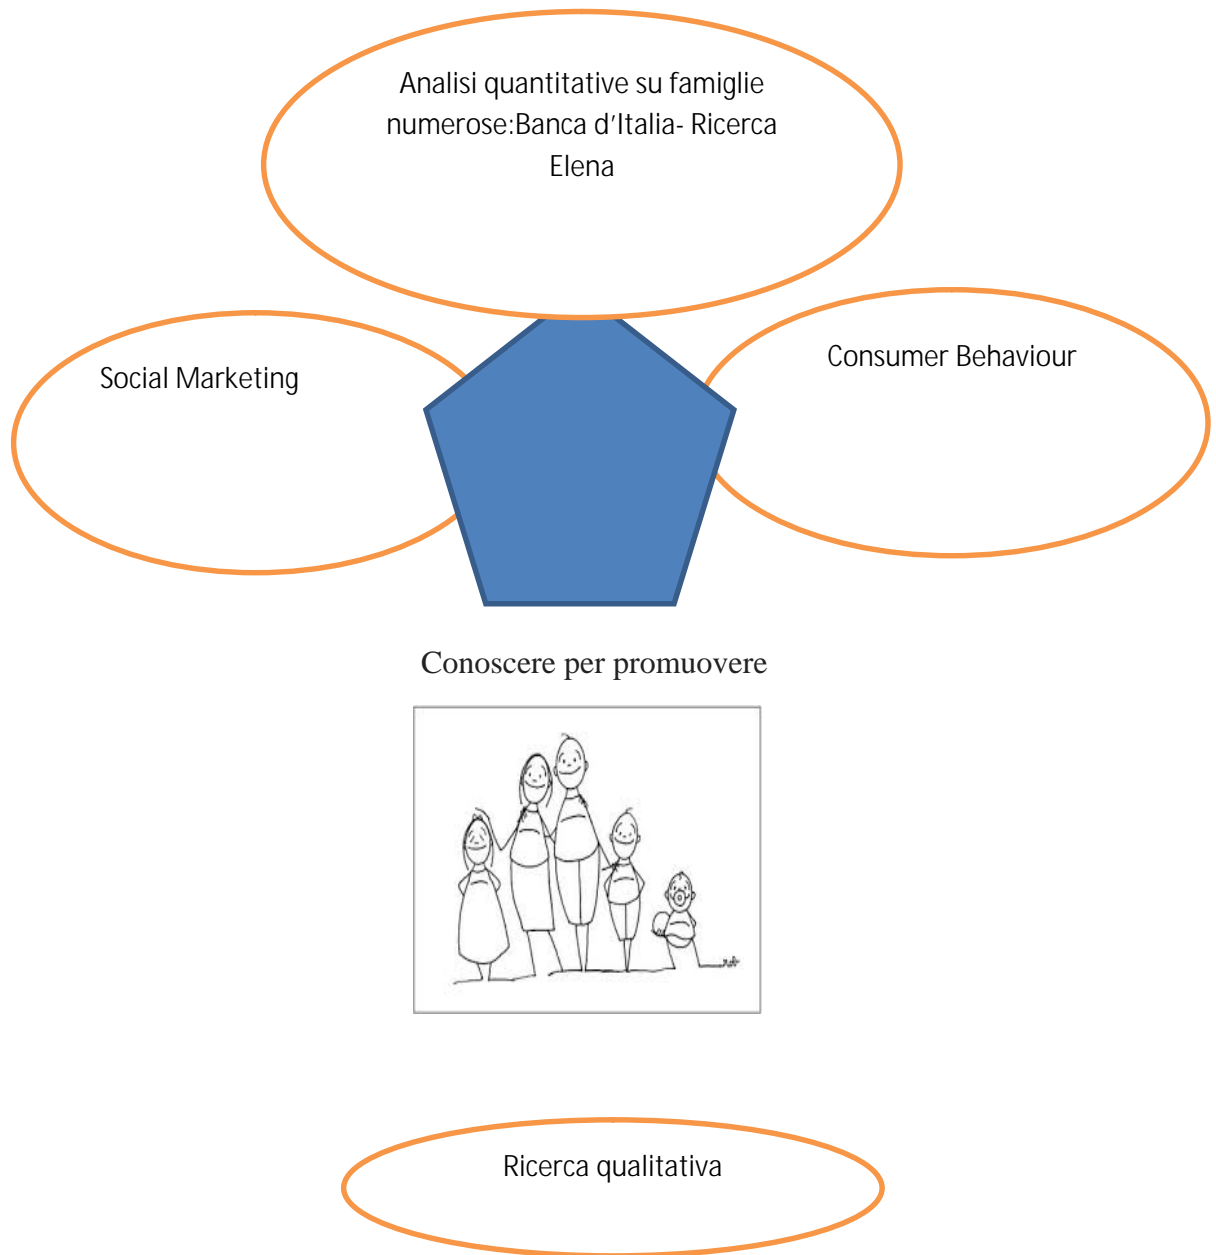 Analisi quantitative su famiglie
numerose:Banca d'Italia- Ricerca
Elena
Social Marketing
Consumer Behaviour
Conoscere per promuovere
Ricerca qualitativa